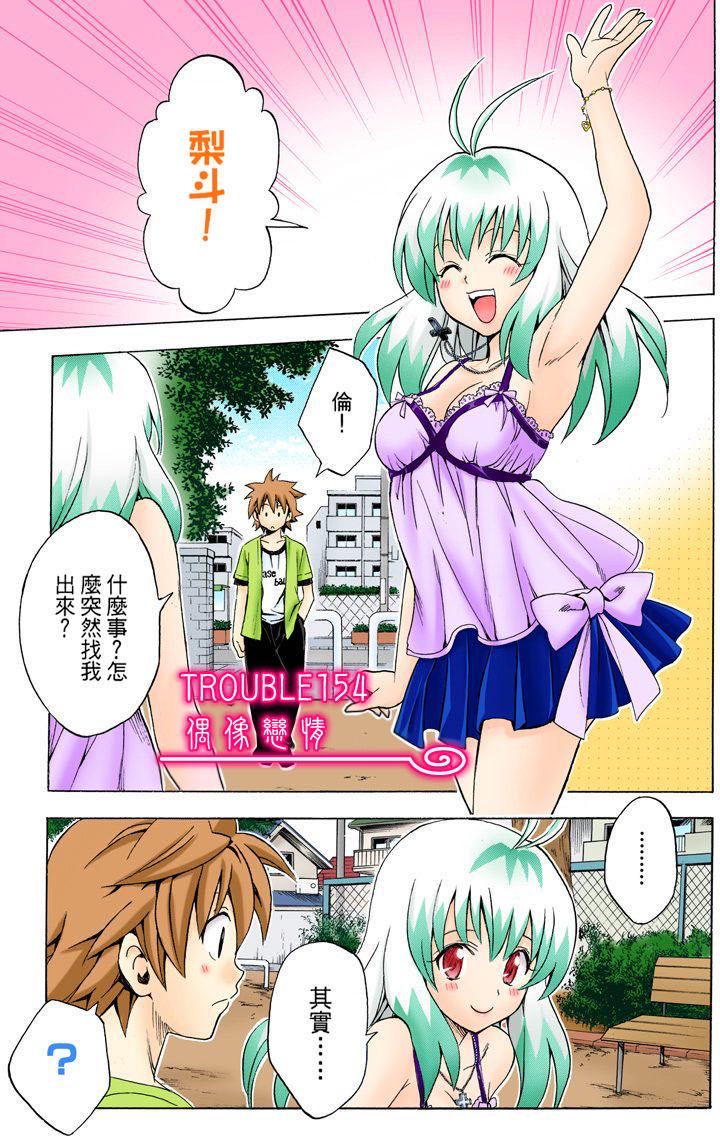 梨斗！
倫！
什麼事？怎
麼突然找我
出來？
ase
ba
TROUBLE154
偶像戀情
………
其實……
？